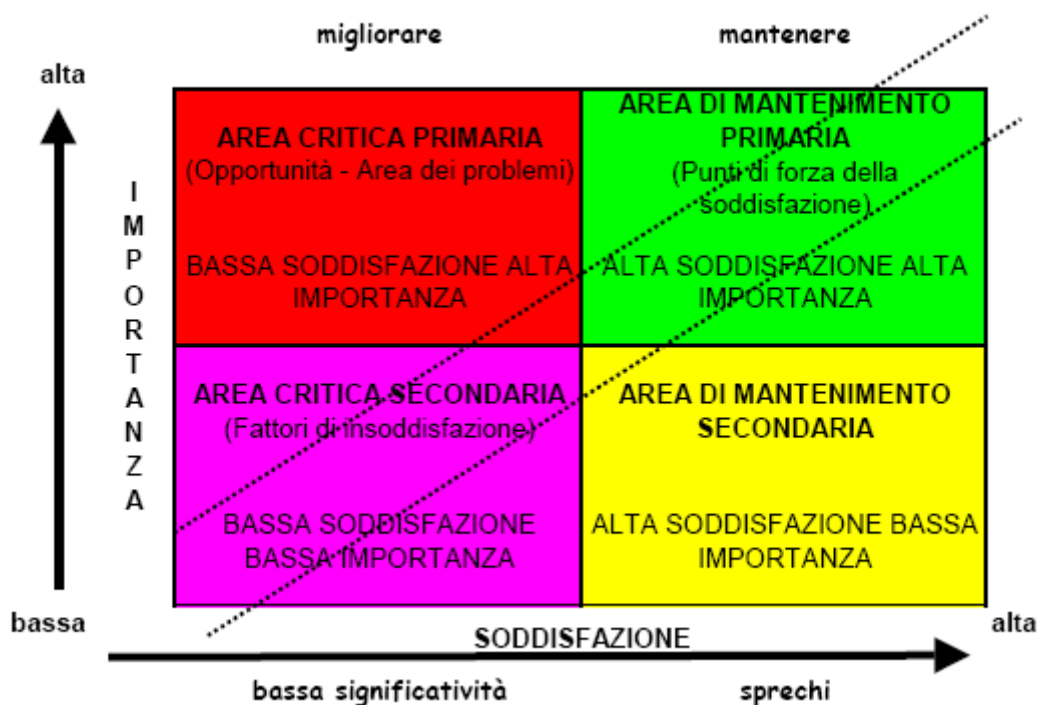 migliorare
mantenere
alta
AREA CRITICA PRIMARIA
(Opportunità - Area dei problemi)
BASSA SODDISFAZIONE ALTA
IMPORTANZA
AREA DI MANTENIMENTO
PRIMARIA
(Punti di forza della
soddisfazione)
ALTA SODDISFAZIONE ALTA
IMPORTANZA
IMPORTANZA
AREA CRITICA SECONDARIA
(Fattori di insoddisfazione)
BASSA SODDISFAZIONE
BASSA IMPORTANZA
AREA DI MANTENIMENTO
SECONDARIA
ALTA SODDISFAZIONE BASSA
IMPORTANZA
bassa
SODDISFAZIONE
alta
bassa significatività
sprechi